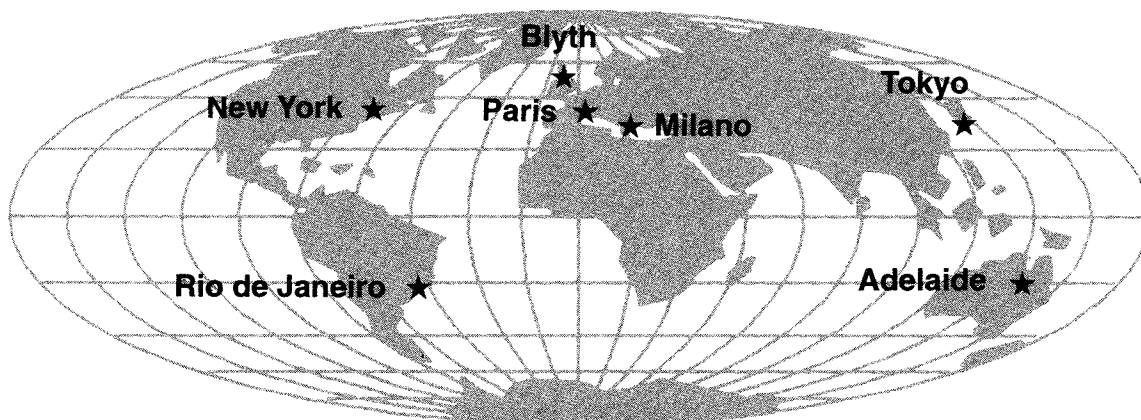 Blyth
Tokyo
New York
Paris
Milano
Rio de Janeiro
Adelaide